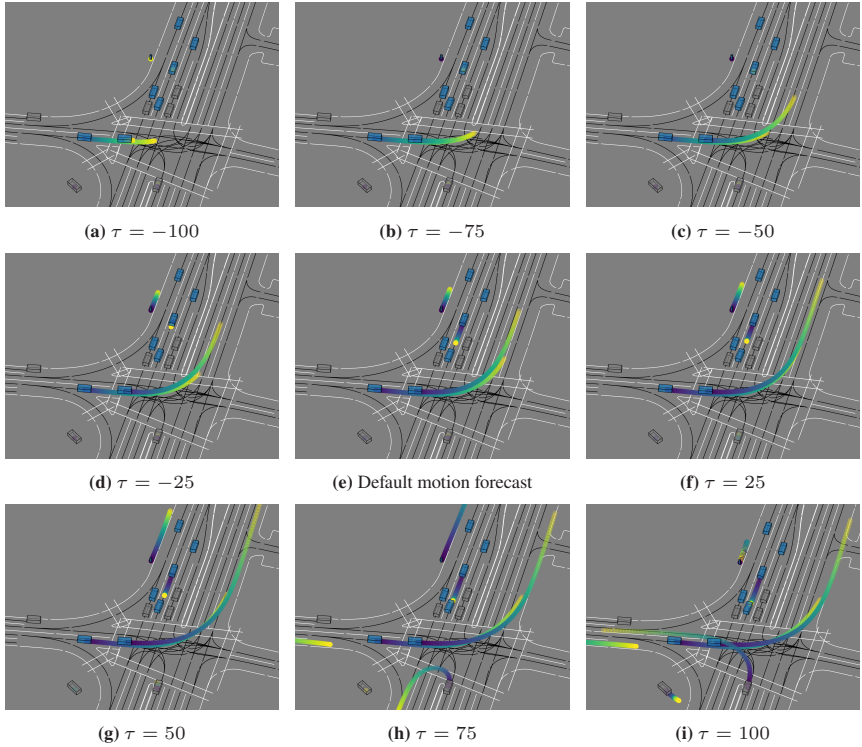 (a) τ = −100
(b) τ = −75
(c) τ = −50
(d) τ = −25
(e) Default motion forecast
(f) τ = 25
(g) τ = 50
(h) τ = 75
(i) τ = 100